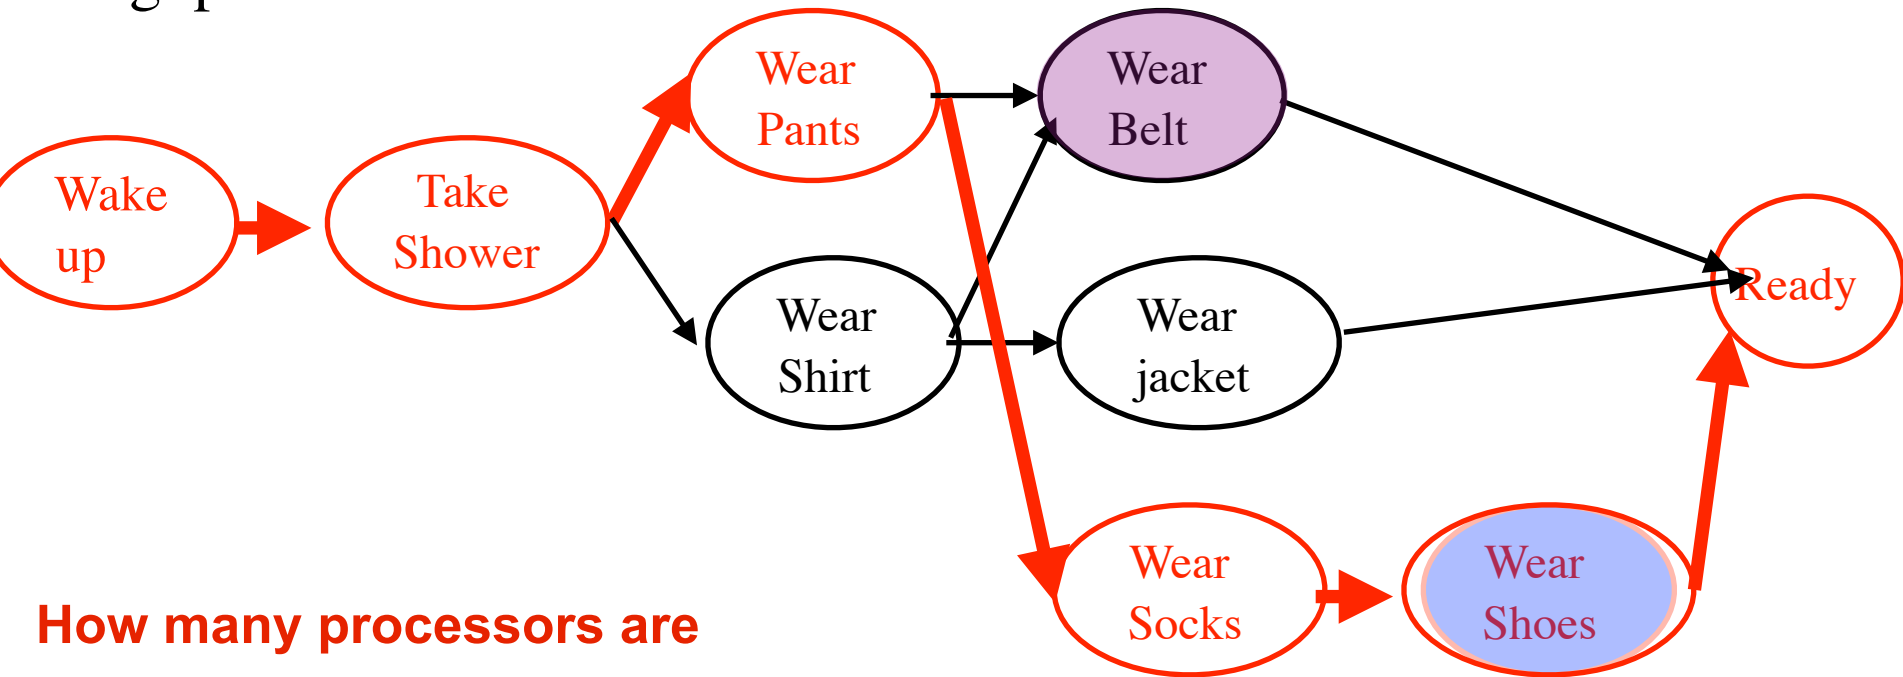 Wake
up
Take
Shower
Wear
Pants
Wear
Belt
Wear
Shirt
Wear
jacket
Ready
Wear
Socks
Wear
Shoes
How many processors are